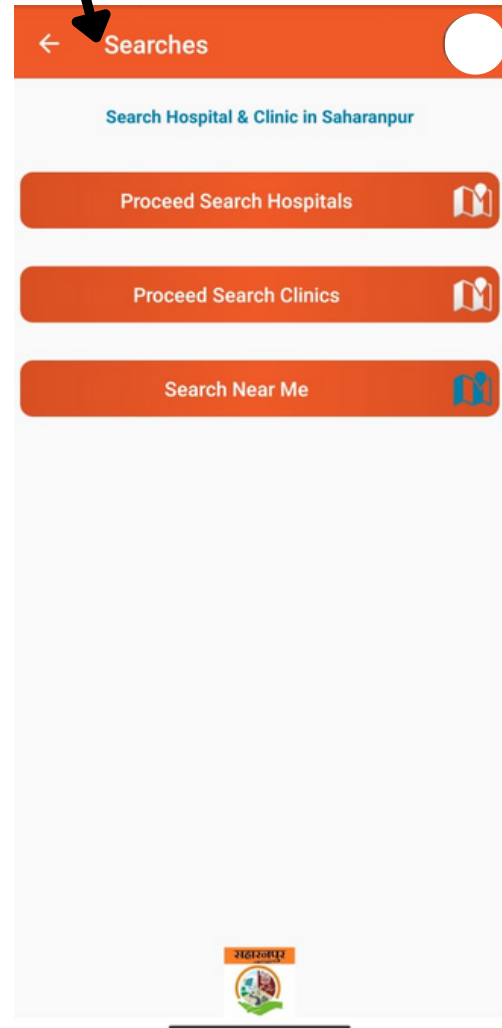 Searches
Search Hospital & Clinic in Saharanpur
Proceed Search Hospitals
Proceed Search Clinics
Search Near Me
सहारनपुर